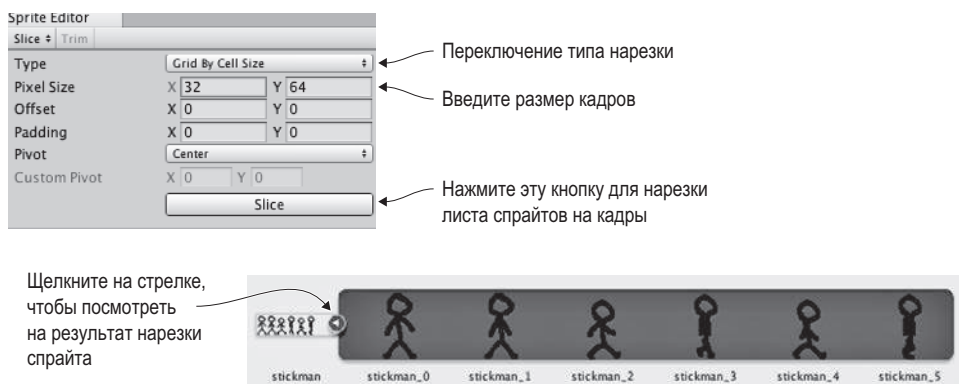 Sprite Editor
Slice Trim
Type Grid By Cell Size
Pixel Size X 32 Y 64
Offset X 0 Y 0
Padding X 0 Y 0
Pivot Center
Custom Pivot X 0 Y 0
Slice
Переключение типа нарезки
Введите размер кадров
Нажмите эту кнопку для нарезки
листа спрайтов на кадры
Щелкните на стрелке,
чтобы посмотреть
на результат нарезки
спрайта
stickman stickman_0 stickman_1 stickman_2 stickman_3 stickman_4 stickman_5